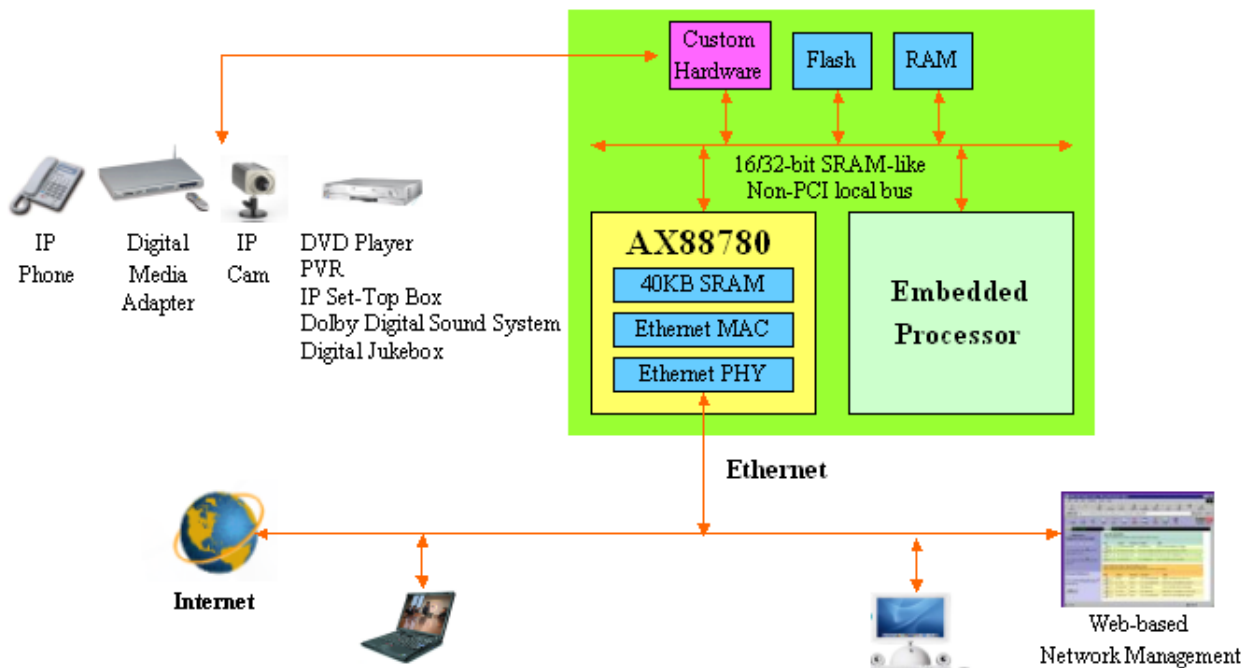 Custom
Hardware
Flash
RAM
16/32-bit SRAM-like
Non-PCI local bus
AX88780
40KB SRAM
Ethernet MAC
Ethernet PHY
Embedded
Processor
IP
Phone
Digital
Media
Adapter
IP
Cam
DVD Player
PVR
IP Set-Top Box
Dolby Digital Sound System
Digital Jukebox
Ethernet
Internet
Web-based
Network Management